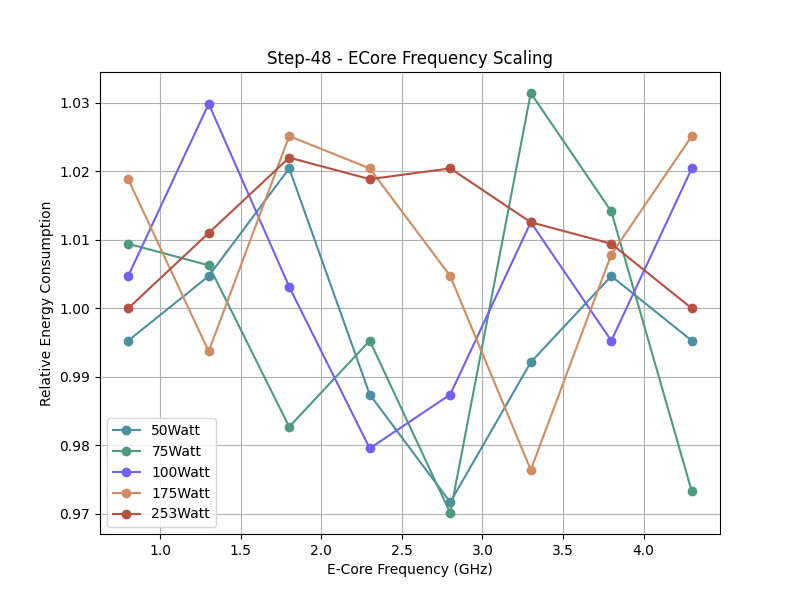 Step-48 - ECore Frequency Scaling
Relative Energy Consumption
1.03
1.02
1.01
1.00
0.99
0.98
0.97
50Watt
75Watt
100Watt
175Watt
253Watt
1.0 1.5 2.0 2.5 3.0 3.5 4.0
E-Core Frequency (GHz)